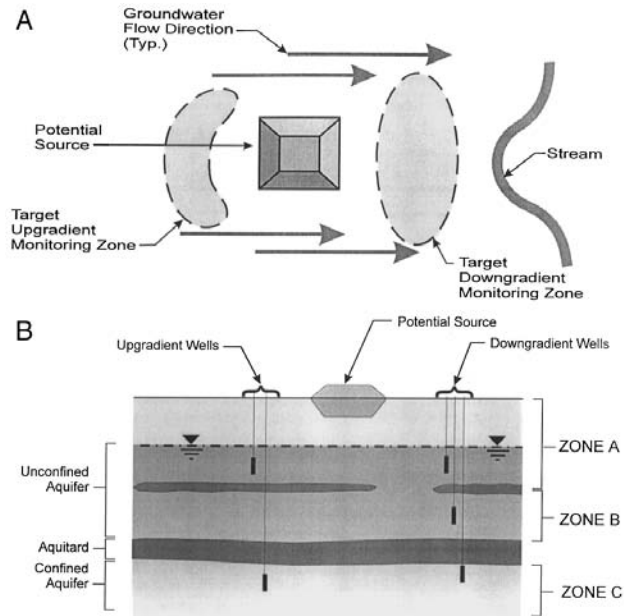 A
Groundwater
Flow Direction
(Typ.)
Potential
Source
Stream
Target
Upgradient
Monitoring Zone
Target
Downgradient
Monitoring Zone
B
Potential Source
Upgradient Wells
Downgradient Wells
ZONE A
Unconfined
Aquifer
ZONE B
Aquitard
Confined
Aquifer
ZONE C